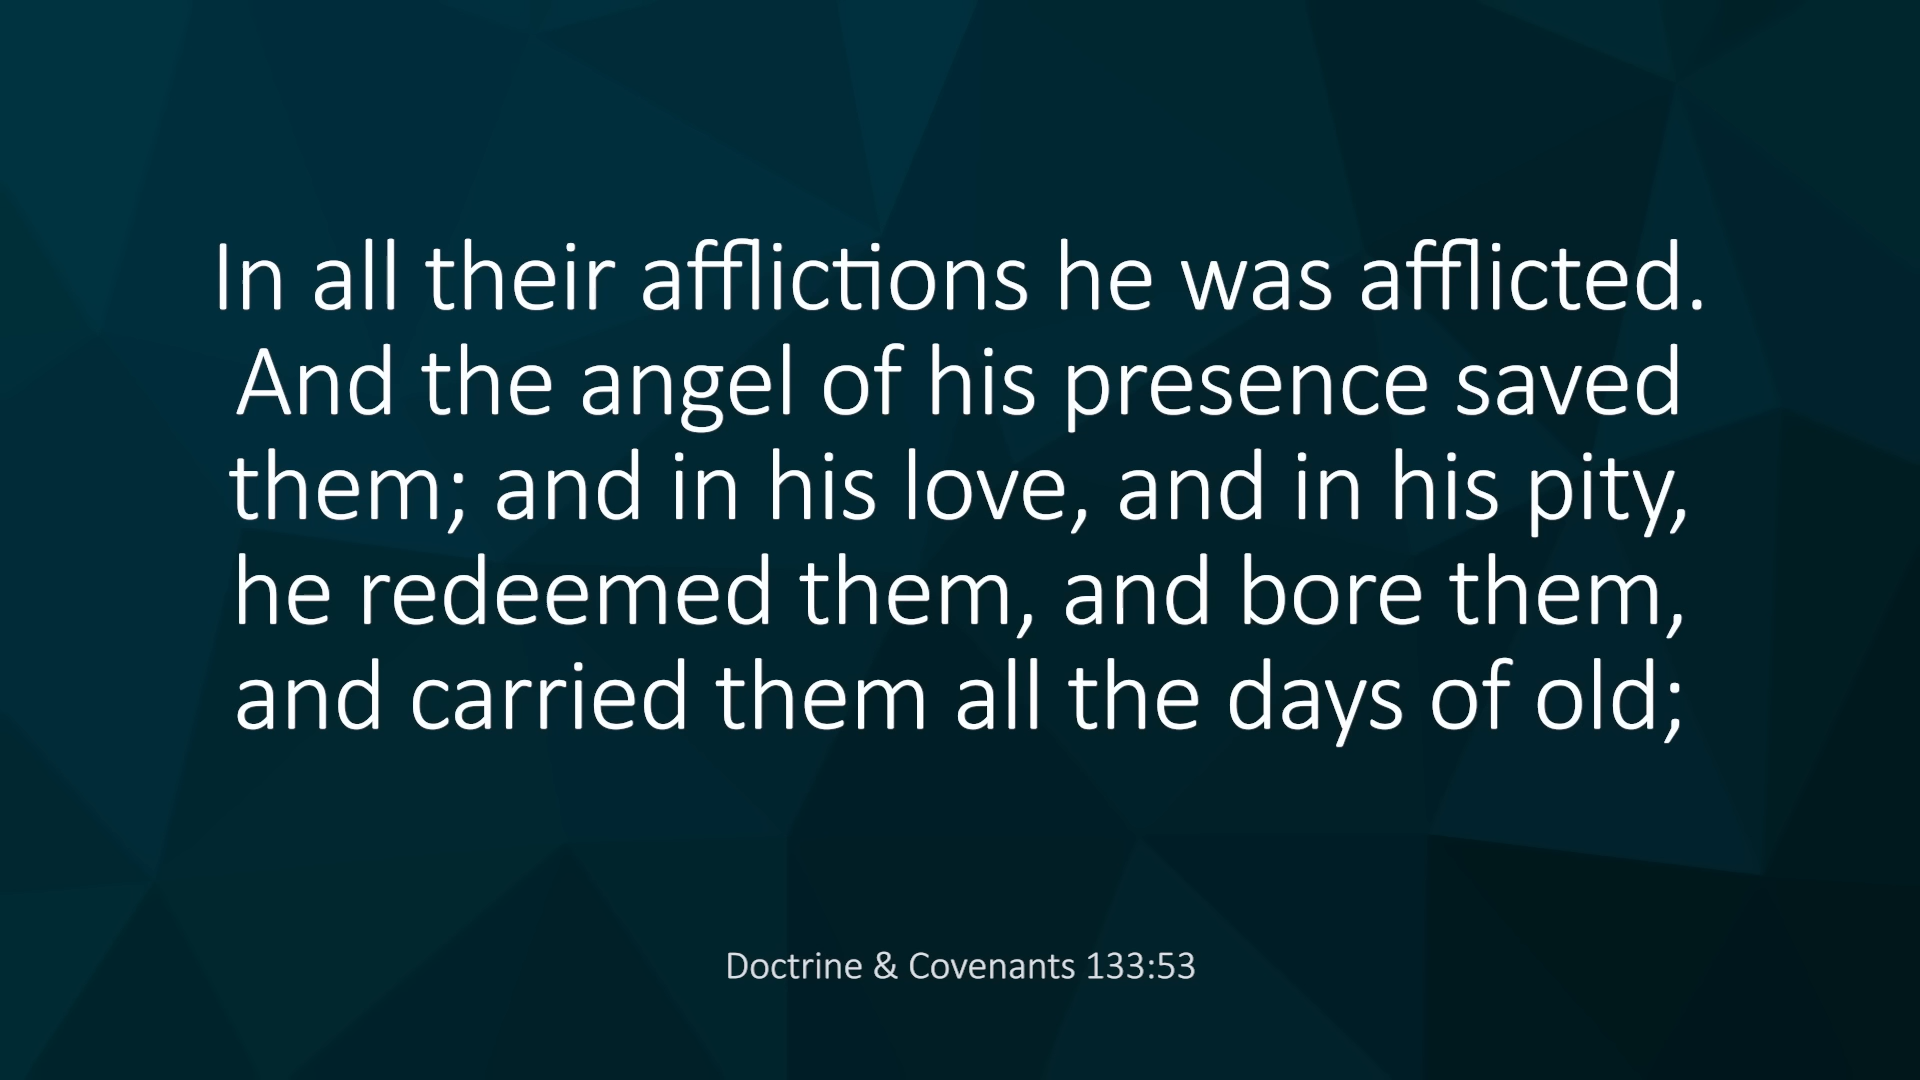 In all their afflictions he was afflicted.
And the angel of his presence saved
them; and in his love, and in his pity,
he redeemed them, and bore them,
and carried them all the days of old;
Doctrine & Covenants 133:53